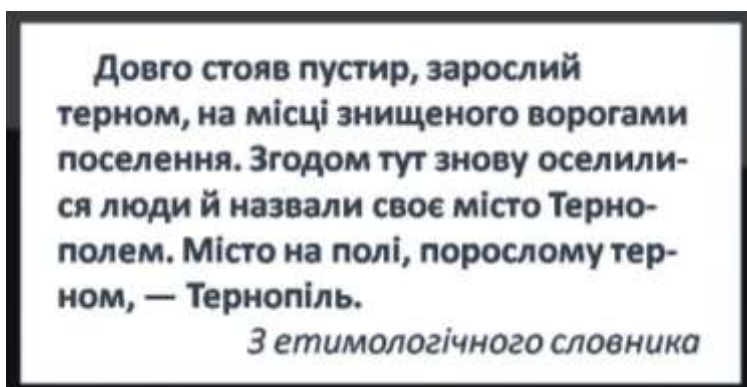 Довго стояв пустир, зарослий
терном, на місці знищеного ворогами
поселення. Згодом тут знову оселили-
ся люди й назвали своє місто Терно-
полем. Місто на полі, порослому тер-
ном, — Тернопіль.
З етимологічного словника